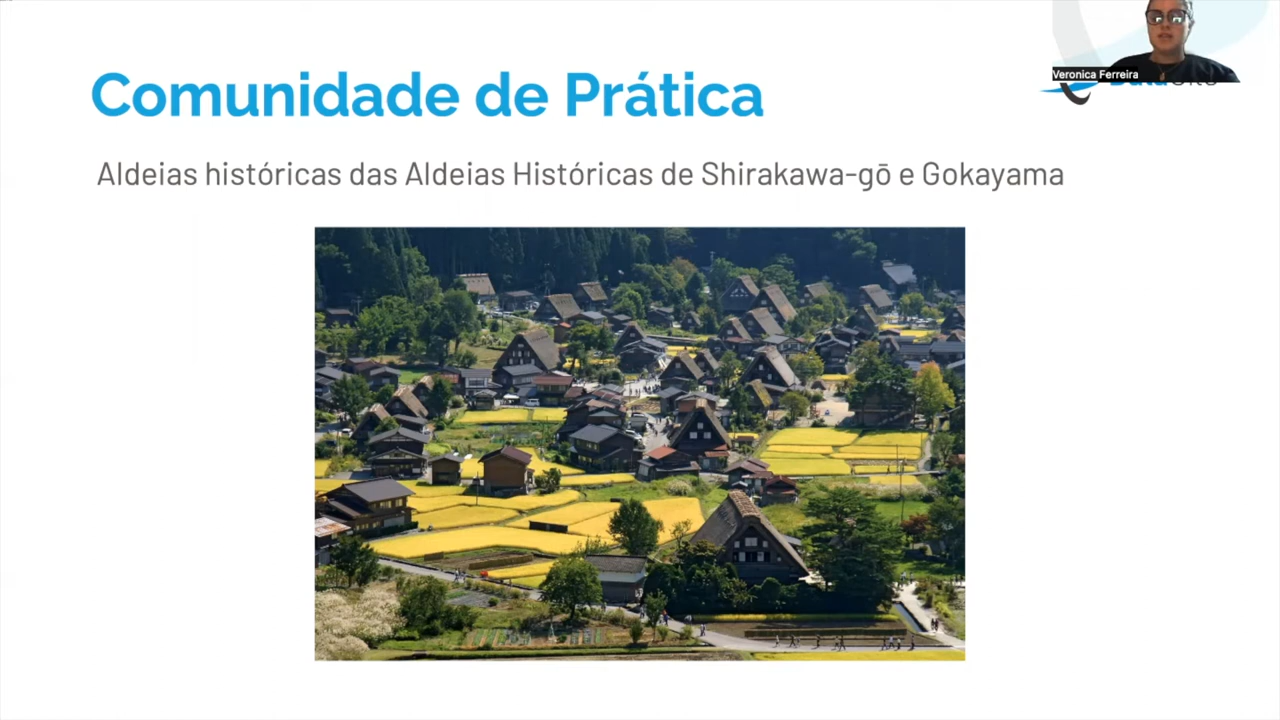 Comunidade de Prática
Veronica Ferreira
Aldeias históricas das Aldeias Históricas de Shirakawa-gō e Gokayama